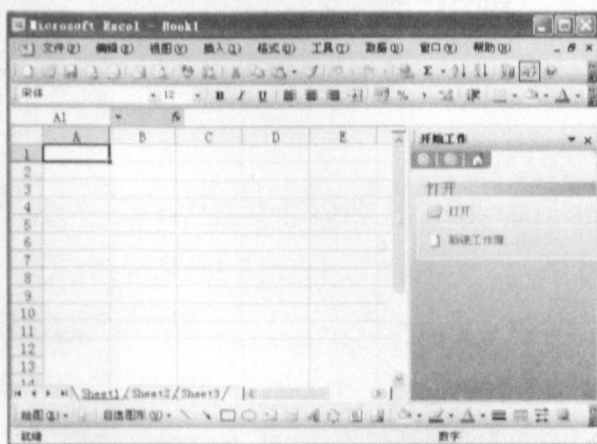 Microsoft Excel - Book1
文件(F) 编辑(E) 视图(V) 插入(I) 格式(O) 工具(T) 数据(D) 窗口(W) 帮助(H)
宋体 12 B I U
A1 fx
A B C D E
开始工作
1
2
3
4
5
6
7
8
9
10
11
12
13
14
打开
打开
新建工作簿
Sheet1 Sheet2 Sheet3
绘图(R) 自选图形(U)
就绪 数字